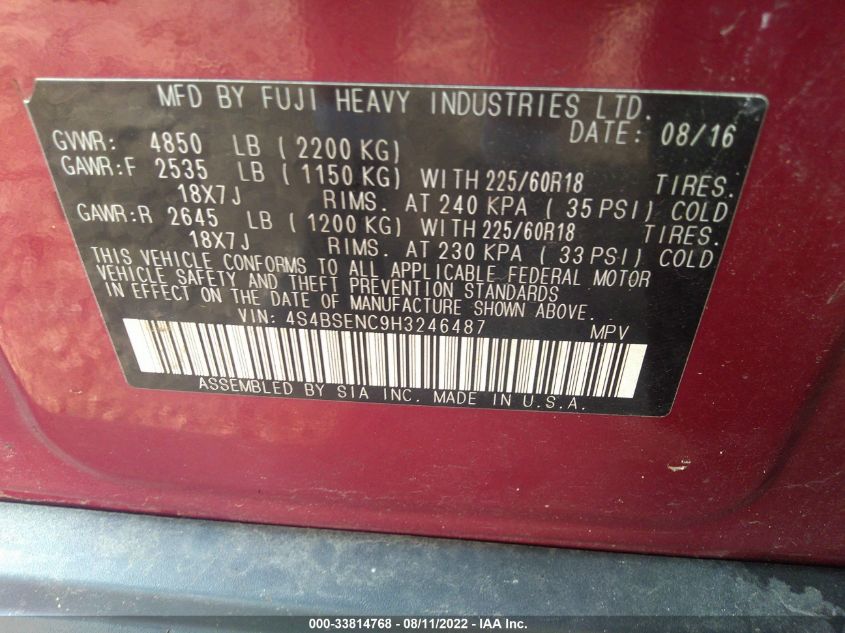 MFD BY FUJI HEAVY INDUSTRIES LTD.
DATE: 08/16
GVWR: 4850 LB ( 2200 KG)
GAWR:F 2535 LB ( 1150 KG) WITH 225/60R18 TIRES.
18X7J RIMS. AT 240 KPA ( 35 PSI) COLD
GAWR:R 2645 LB ( 1200 KG) WITH 225/60R18 TIRES.
18X7J RIMS. AT 230 KPA ( 33 PSI) COLD
THIS VEHICLE CONFORMS TO ALL APPLICABLE FEDERAL MOTOR
VEHICLE SAFETY AND THEFT PREVENTION STANDARDS
IN EFFECT ON THE DATE OF MANUFACTURE SHOWN ABOVE.
VIN: 4S4BSENC9H3246487 MPV
ASSEMBLED BY SIA INC. MADE IN U.S.A.
000-33814768 - 08/11/2022 - IAA Inc.